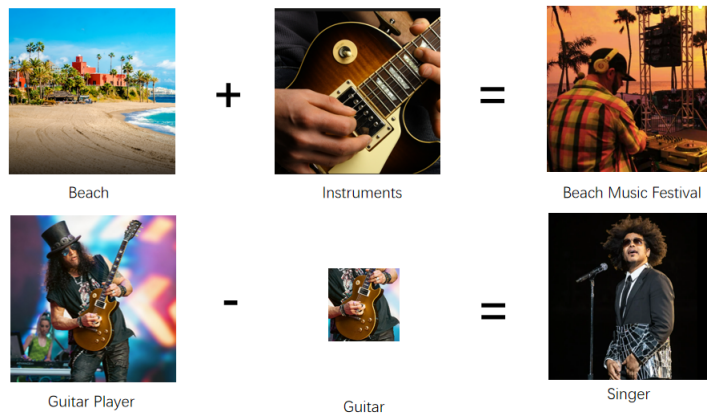 +
=
Beach
Instruments
Beach Music Festival
-
=
Guitar Player
Guitar
Singer